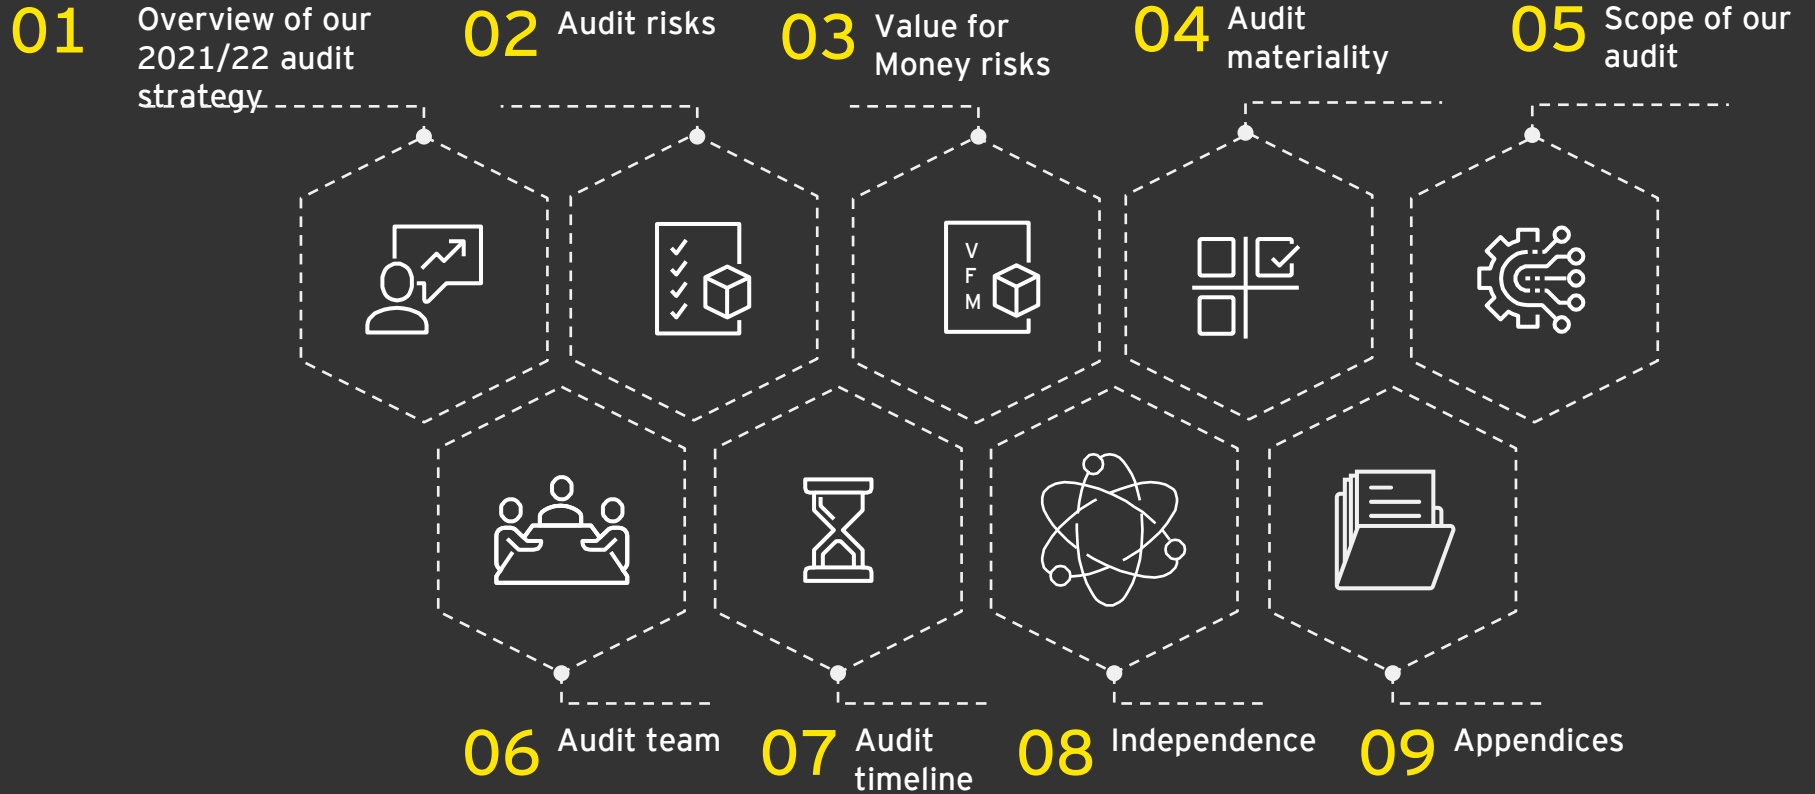 01
Overview of our
2021/22 audit
strategy
02
Audit risks
03
Value for
Money risks
04
Audit
materiality
05
Scope of our
audit
V
F
M
06
Audit team
07
Audit
timeline
08
Independence
09
Appendices